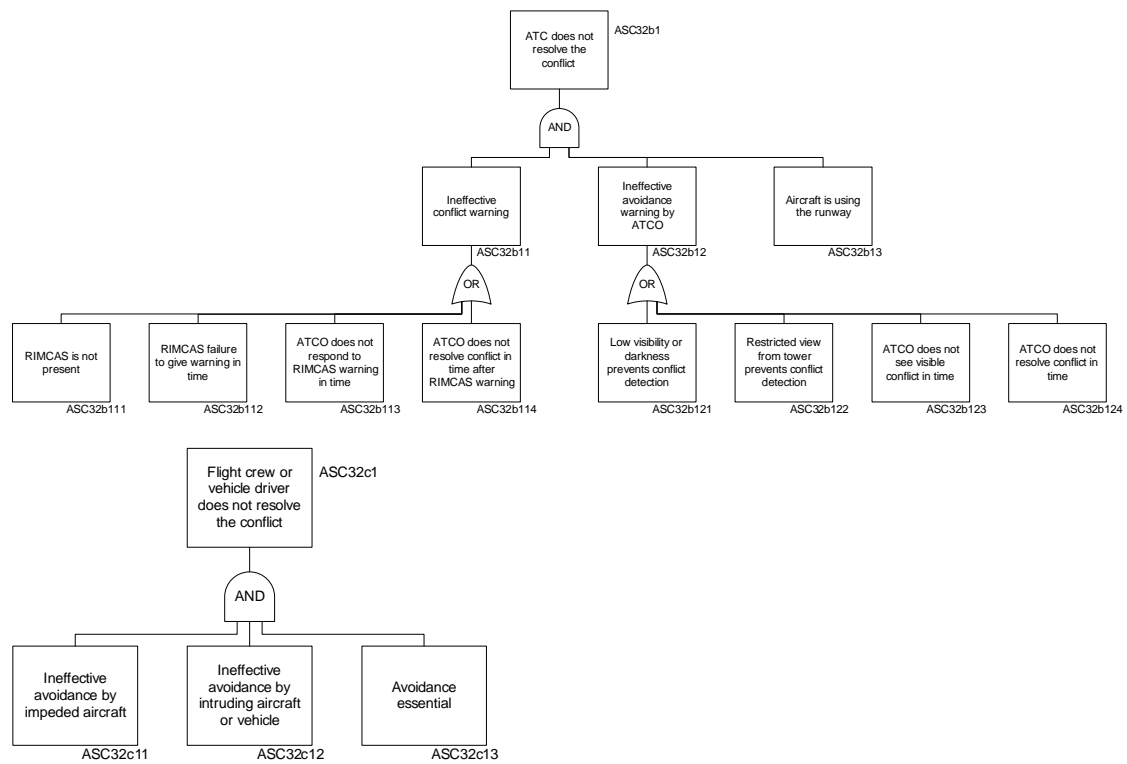 ATC does not
resolve the
conflict
ASC32b1
AND
Ineffective
conflict warning
ASC32b11
Ineffective
avoidance
warning by
ATCO
ASC32b12
Aircraft is using
the runway
ASC32b13
OR
OR
RIMCAS is not
present
ASC32b111
RIMCAS failure
to give warning in
time
ASC32b112
ATCO does not
respond to
RIMCAS warning
in time
ASC32b113
ATCO does not
resolve conflict in
time after
RIMCAS warning
ASC32b114
Low visibility or
darkness
prevents conflict
detection
ASC32b121
Restricted view
from tower
prevents conflict
detection
ASC32b122
ATCO does not
see visible
conflict in time
ASC32b123
ATCO does not
resolve conflict in
time
ASC32b124
Flight crew or
vehicle driver
does not resolve
the conflict
ASC32c1
AND
Ineffective
avoidance by
impeded aircraft
ASC32c11
Ineffective
avoidance by
intruding aircraft
or vehicle
ASC32c12
Avoidance
essential
ASC32c13